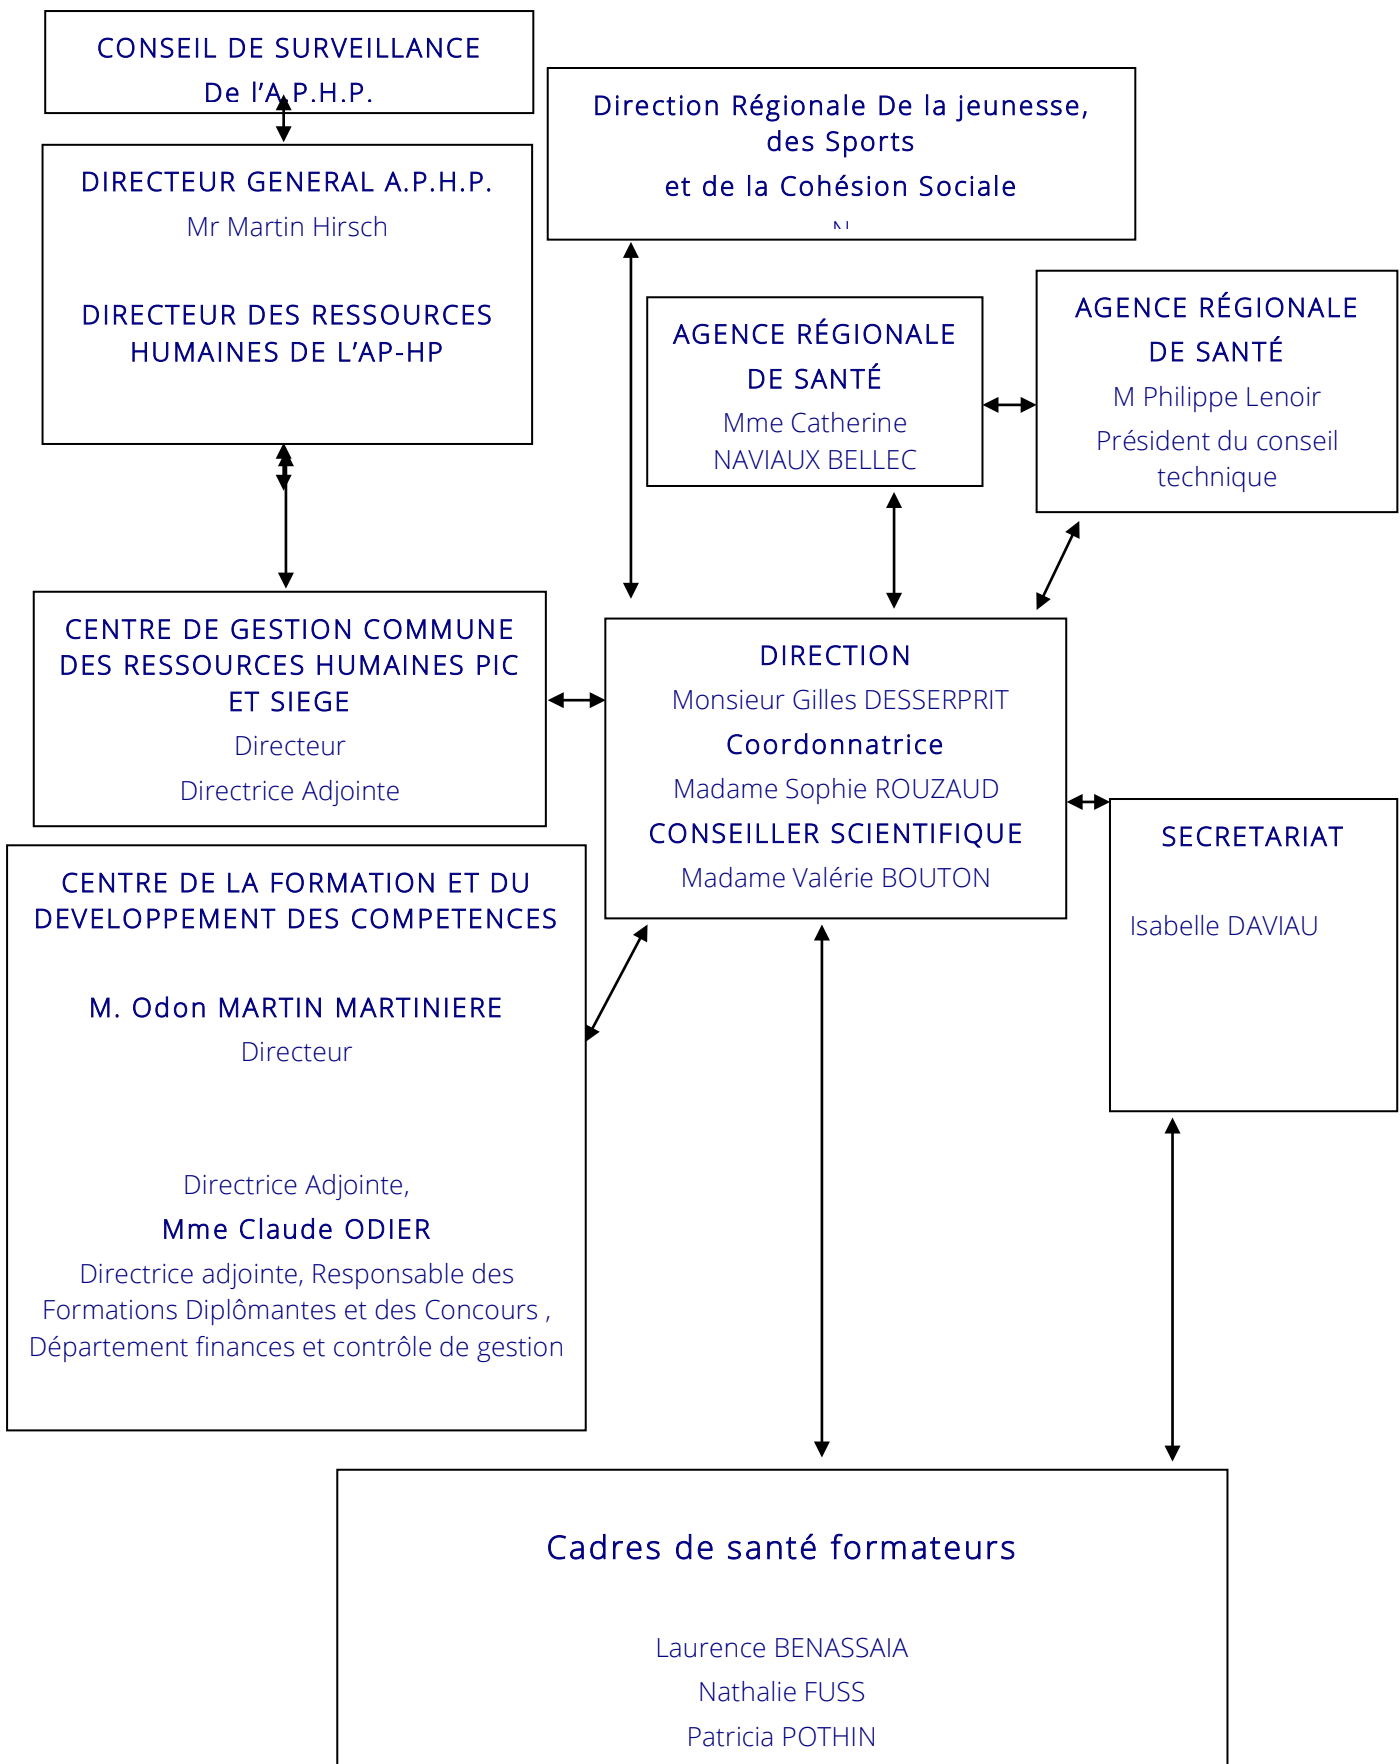 CONSEIL DE SURVEILLANCE
De l'A.P.H.P.
Direction Régionale De la jeunesse,
des Sports
et de la Cohésion Sociale
DIRECTEUR GENERAL A.P.H.P.
Mr Martin Hirsch
DIRECTEUR DES RESSOURCES
HUMAINES DE L'AP-HP
AGENCE RÉGIONALE
DE SANTÉ
Mme Catherine
NAVIAUX BELLEC
AGENCE RÉGIONALE
DE SANTÉ
M Philippe Lenoir
Président du conseil
technique
CENTRE DE GESTION COMMUNE
DES RESSOURCES HUMAINES PIC
ET SIEGE
Directeur
Directrice Adjointe
DIRECTION
Monsieur Gilles DESSERPRIT
Coordonnatrice
Madame Sophie ROUZAUD
CONSEILLER SCIENTIFIQUE
Madame Valérie BOUTON
SECRETARIAT
Isabelle DAVIAU
CENTRE DE LA FORMATION ET DU
DEVELOPPEMENT DES COMPETENCES
M. Odon MARTIN MARTINIERE
Directeur
Directrice Adjointe,
Mme Claude ODIER
Directrice adjointe, Responsable des
Formations Diplômantes et des Concours ,
Département finances et contrôle de gestion
Cadres de santé formateurs
Laurence BENASSAIA
Nathalie FUSS
Patricia POTHIN